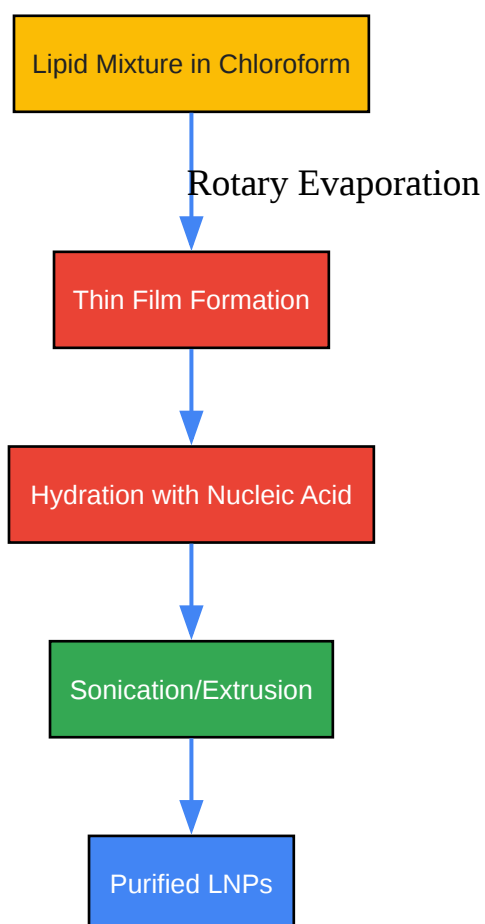 Lipid Mixture in Chloroform
Rotary Evaporation
Thin Film Formation
Hydration with Nucleic Acid
Sonication/Extrusion
Purified LNPs